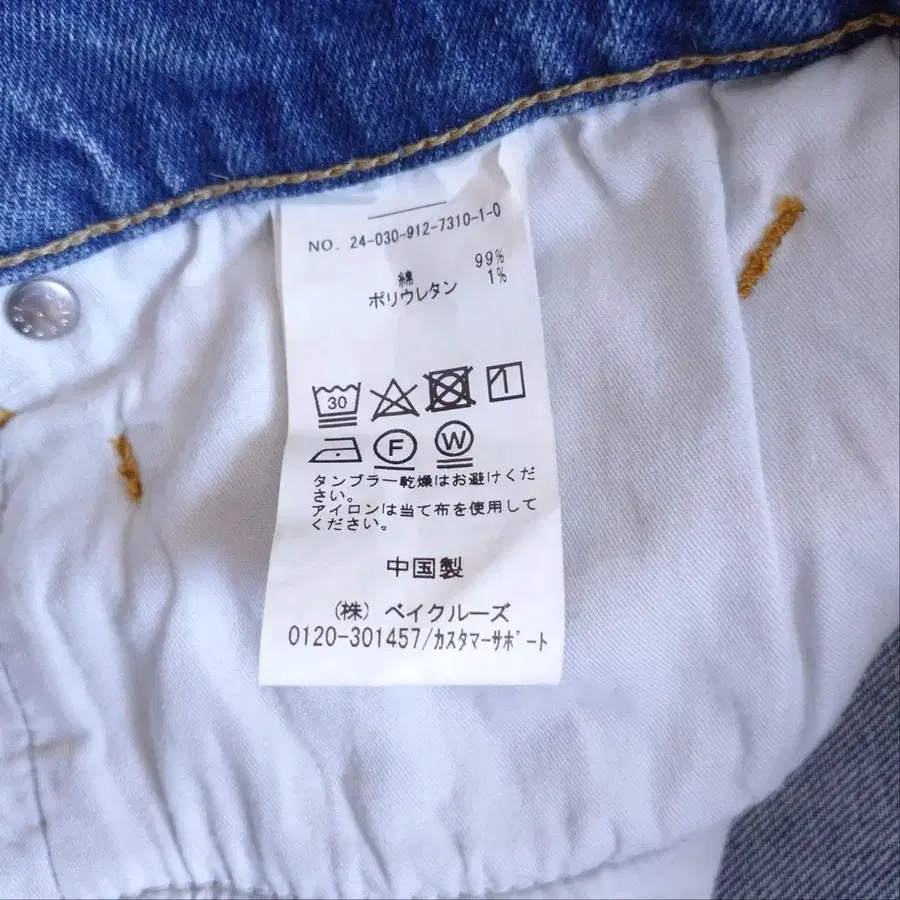 NO. 24-030-912-7310-1-0
綿 99%
ポリウレタン 1%
30
F W
タンブラー乾燥はお避けくだ
さい。
アイロンは当て布を使用して
ください。
中国製
(株) ベイクルーズ
0120-301457/カスタマーサポート